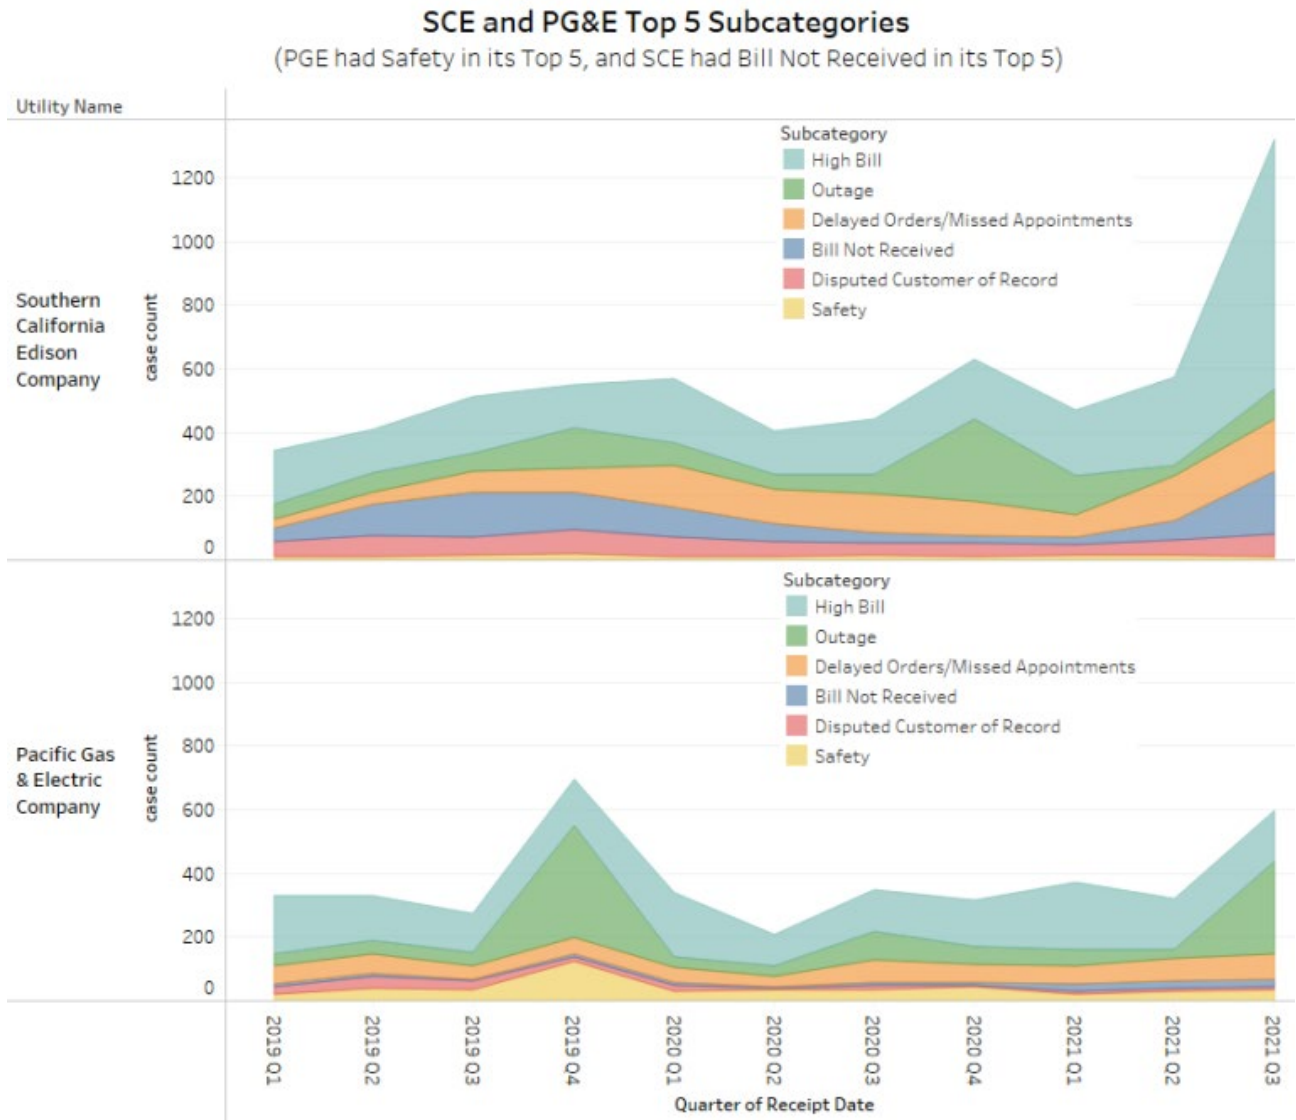 SCE and PG&E Top 5 Subcategories
(PGE had Safety in its Top 5, and SCE had Bill Not Received in its Top 5)
Utility Name
Southern
California
Edison
Company
case count
1200
1000
800
600
400
200
0
Subcategory
High Bill
Outage
Delayed Orders/Missed Appointments
Bill Not Received
Disputed Customer of Record
Safety
Pacific Gas
& Electric
Company
case count
1200
1000
800
600
400
200
0
Subcategory
High Bill
Outage
Delayed Orders/Missed Appointments
Bill Not Received
Disputed Customer of Record
Safety
2019 Q1
2019 Q2
2019 Q3
2019 Q4
2020 Q1
2020 Q2
2020 Q3
2020 Q4
2021 Q1
2021 Q2
2021 Q3
Quarter of Receipt Date